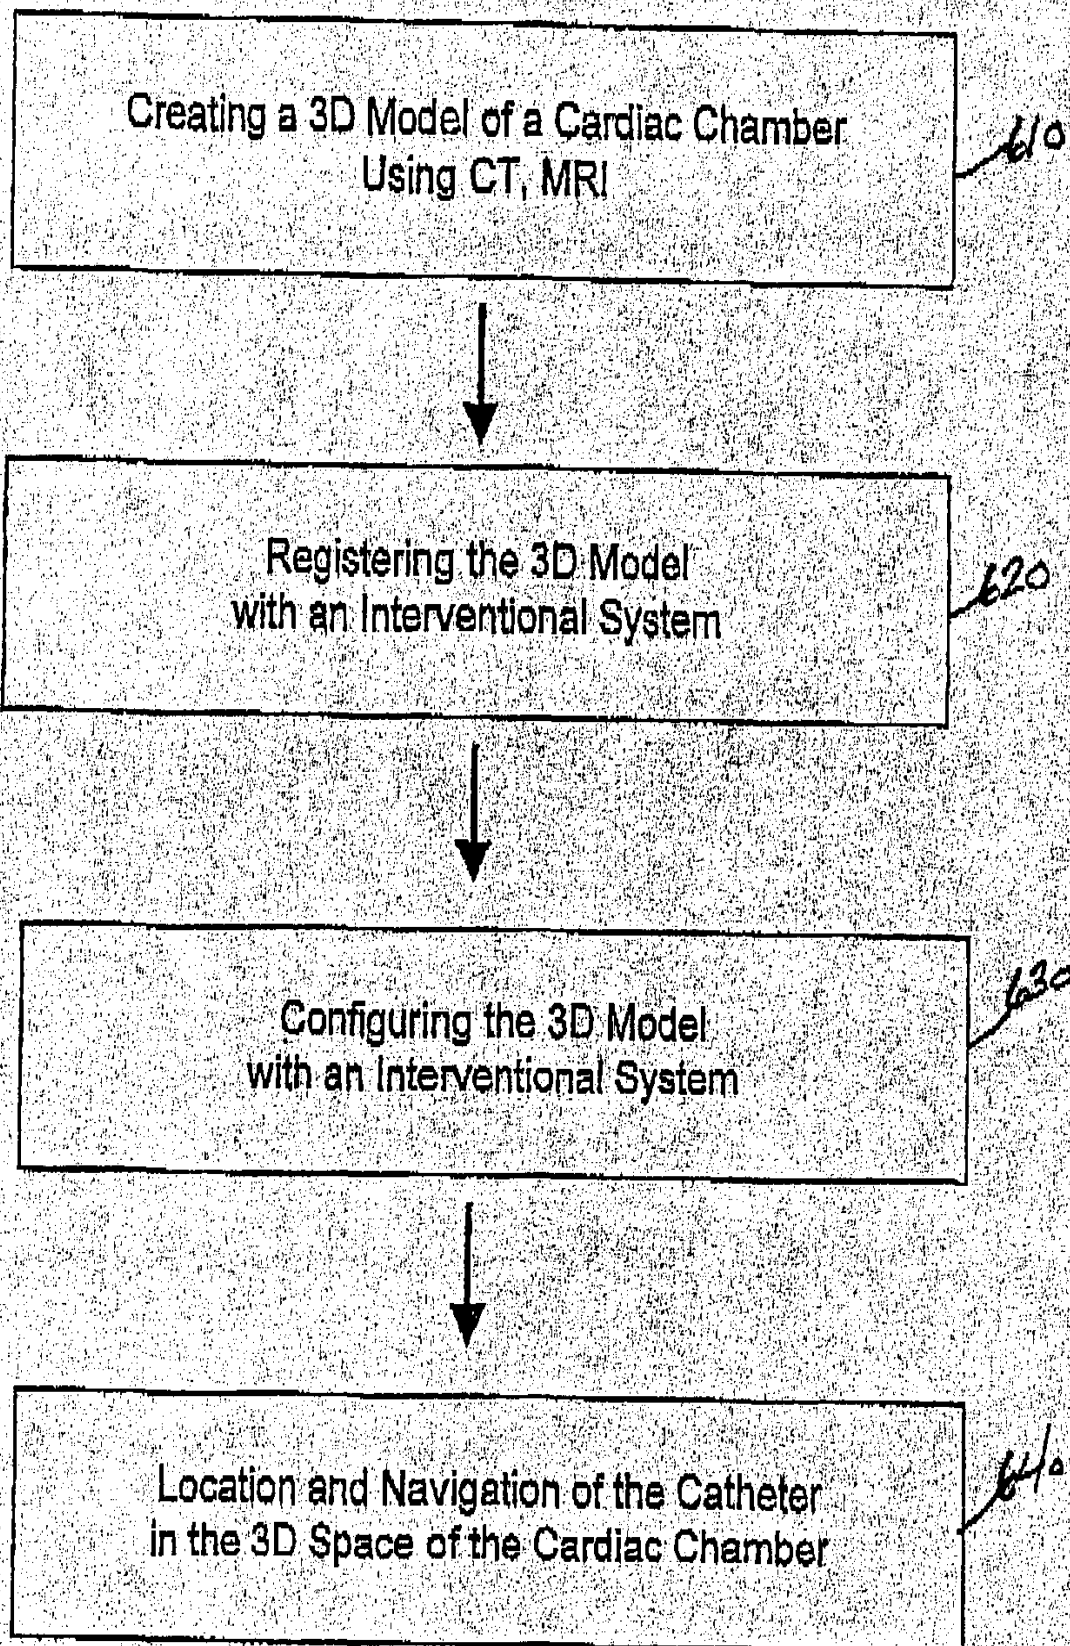 Creating a 3D Model of a Cardiac Chamber
Using CT, MRI
610
Registering the 3D Model
with an Interventional System
620
Configuring the 3D Model
with an Interventional System
630
Location and Navigation of the Catheter
in the 3D Space of the Cardiac Chamber
640